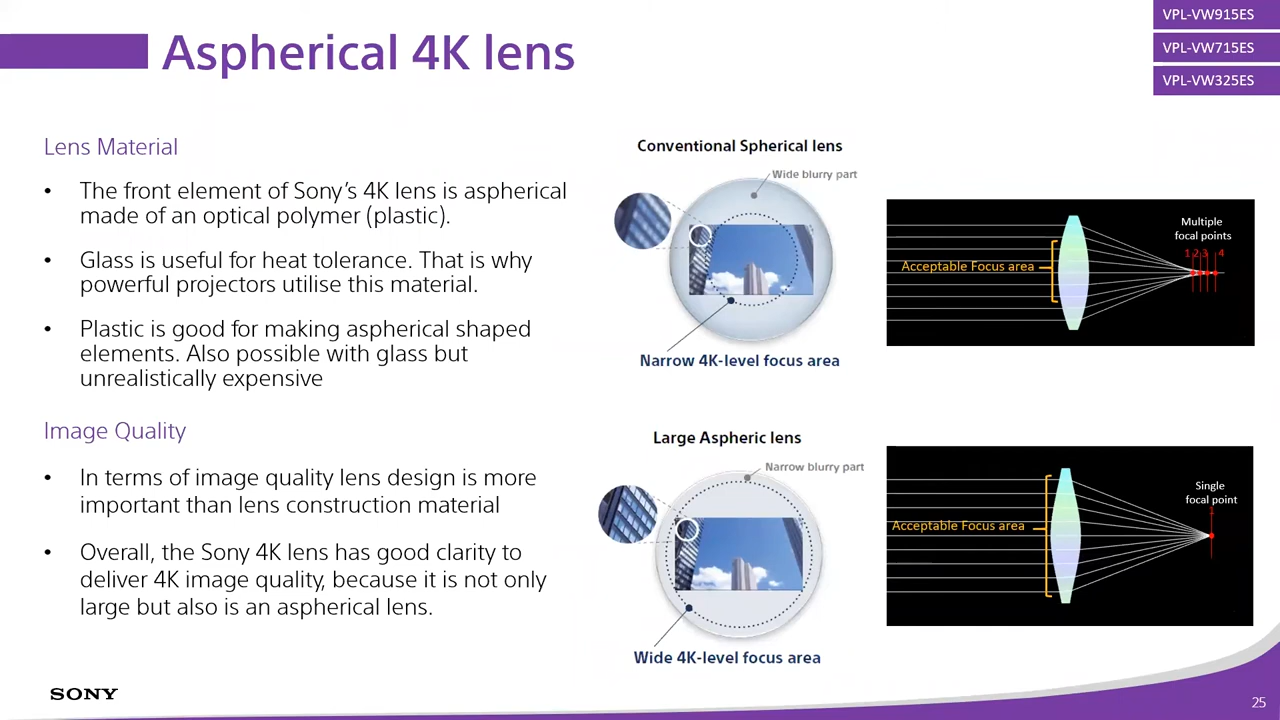 VPL-VW915ES
VPL-VW715ES
VPL-VW325ES
Aspherical 4K lens
Lens Material
• The front element of Sony’s 4K lens is aspherical
made of an optical polymer (plastic).
• Glass is useful for heat tolerance. That is why
powerful projectors utilise this material.
• Plastic is good for making aspherical shaped
elements. Also possible with glass but
unrealistically expensive
Image Quality
• In terms of image quality lens design is more
important than lens construction material
• Overall, the Sony 4K lens has good clarity to
deliver 4K image quality, because it is not only
large but also is an aspherical lens.
Conventional Spherical lens
Wide blurry part
Narrow 4K-level focus area
Acceptable Focus area
Multiple
focal points
1 2 3 4
Large Aspheric lens
Narrow blurry part
Wide 4K-level focus area
Acceptable Focus area
Single
focal point
1
SONY
25